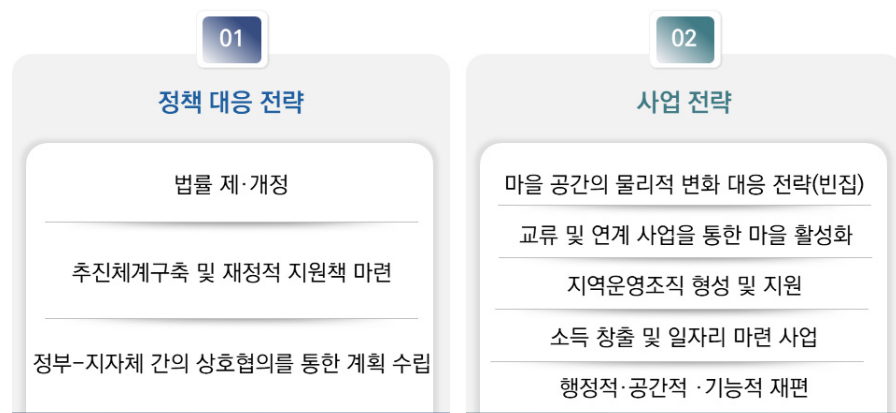 01
정책 대응 전략
법률 제·개정
추진체계구축 및 재정적 지원책 마련
정부-지자체 간의 상호협의를 통한 계획 수립
02
사업 전략
마을 공간의 물리적 변화 대응 전략(빈집)
교류 및 연계 사업을 통한 마을 활성화
지역운영조직 형성 및 지원
소득 창출 및 일자리 마련 사업
행정적·공간적 ·기능적 재편